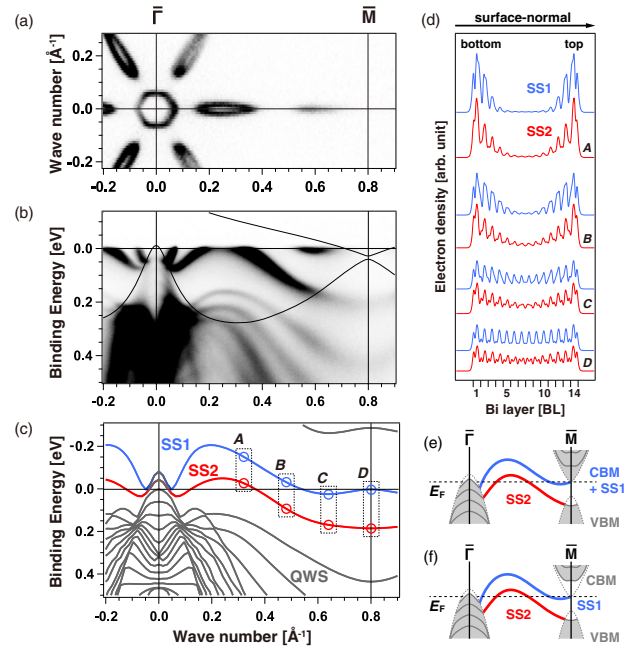 (a)
Γ̅
M̅
Wave number [Å⁻¹]
0.2
0.0
-0.2
-0.2
0.0
0.2
0.4
0.6
0.8
(b)
Binding Energy [eV]
0.0
0.2
0.4
-0.2
0.0
0.2
0.4
0.6
0.8
(c)
Binding Energy [eV]
-0.2
0.0
0.2
0.4
SS1
SS2
A
B
C
D
QWS
-0.2
0.0
0.2
0.4
0.6
0.8
Wave number [Å⁻¹]
(d)
surface-normal
bottom
top
SS1
SS2
A
B
C
D
Electron density [arb. unit]
1
5
10
14
Bi layer [BL]
(e)
Γ̅
M̅
E_F
SS2
CBM
+ SS1
VBM
(f)
Γ̅
M̅
E_F
SS2
CBM
SS1
VBM